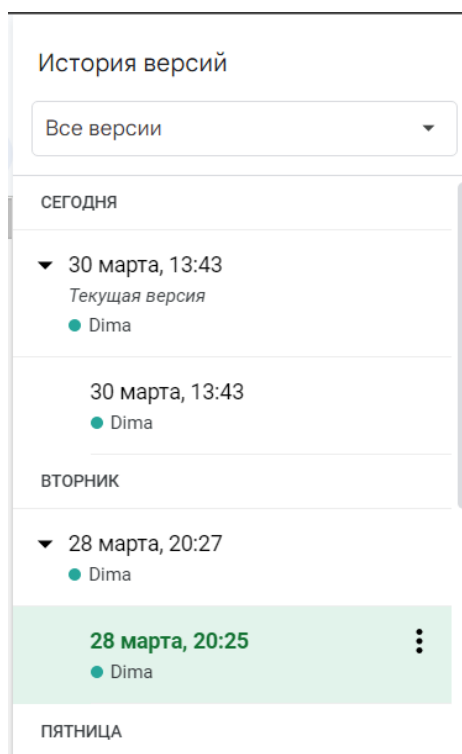 История версий
Все версии
СЕГОДНЯ
30 марта, 13:43
Текущая версия
Dima
30 марта, 13:43
Dima
ВТОРНИК
28 марта, 20:27
Dima
28 марта, 20:25
Dima
ПЯТНИЦА